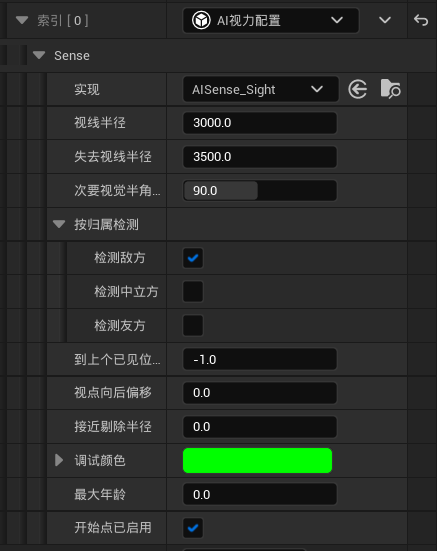 索引 [ 0 ] AI视力配置
Sense
实现 AISense_Sight
视线半径 3000.0
失去视线半径 3500.0
次要视觉半角... 90.0
按归属检测
检测敌方
检测中立方
检测友方
到上个已见位... -1.0
视点向后偏移 0.0
接近剔除半径 0.0
调试颜色
最大年龄 0.0
开始点已启用